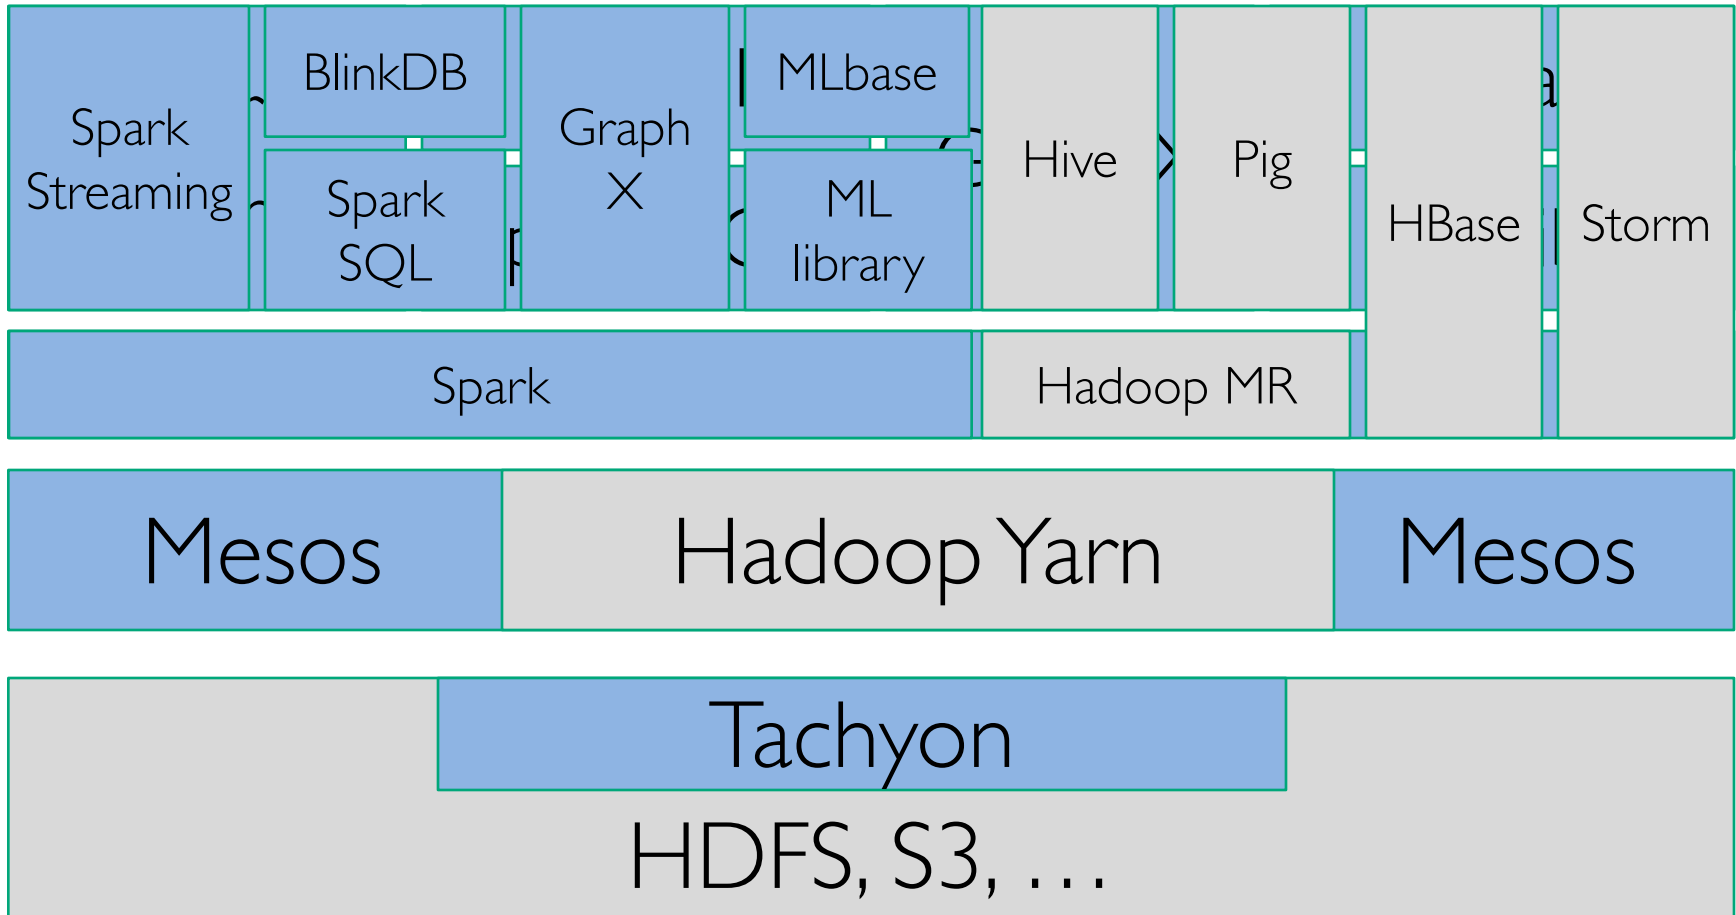 Spark
Streaming
BlinkDB
Spark
SQL
Graph
X
MLbase
ML
library
Hive
Pig
HBase
Storm
Spark
Hadoop MR
Mesos
Hadoop Yarn
Mesos
Tachyon
HDFS, S3, …